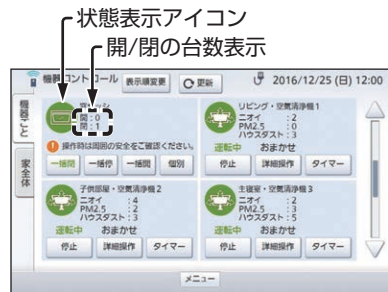 状態表示アイコン
開/閉の台数表示
機器コントロール 表示順変更 更新 2016/12/25 (日) 12:00
機器ごと
家全体
窓シャッター
開:0
閉:1
操作時は周囲の安全をご確認ください。
一括閉 一括停 一括開 個別
リビング・空気清浄機1
ニオイ :2
PM2.5 :0
ハウスダスト:3
運転中 おまかせ
停止 詳細操作 タイマー
子供部屋・空気清浄機2
ニオイ :4
PM2.5 :2
ハウスダスト:3
運転中 おまかせ
停止 詳細操作 タイマー
主寝室・空気清浄機3
ニオイ :2
PM2.5 :3
ハウスダスト:5
運転中 おまかせ
停止 詳細操作 タイマー
メニュー